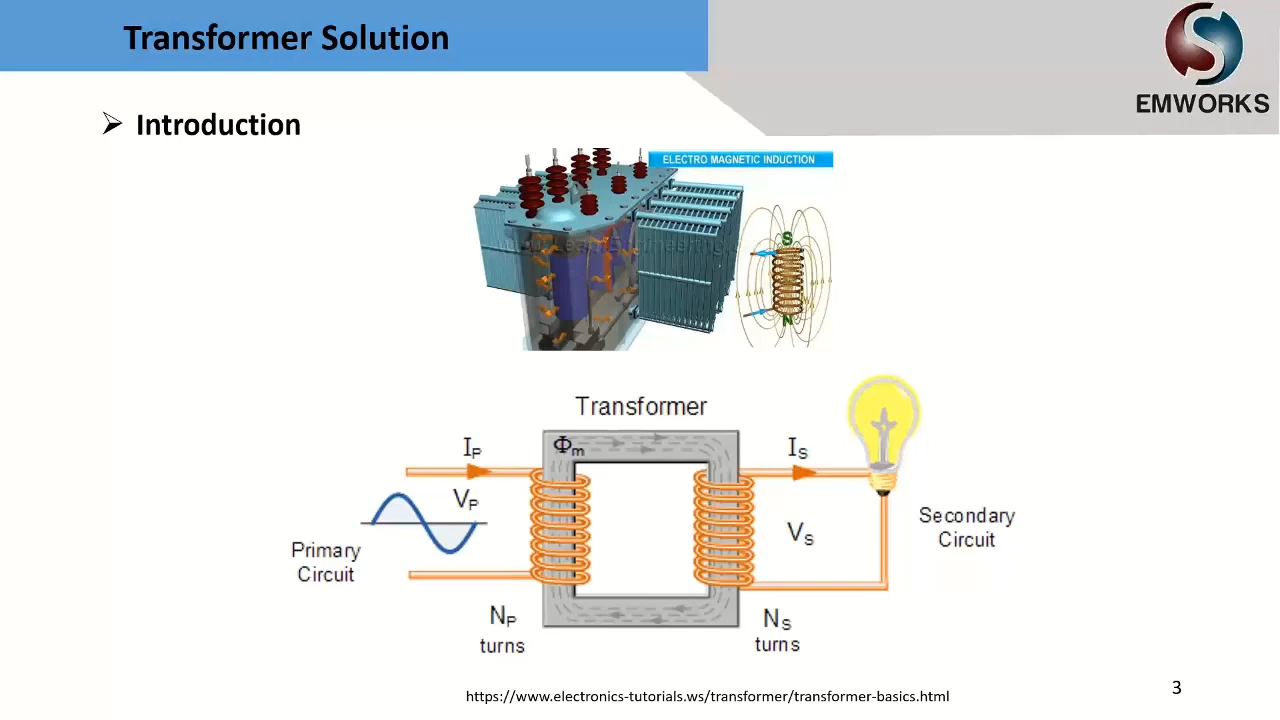 Transformer Solution
EMWORKS
➢ Introduction
ELECTRO MAGNETIC INDUCTION
S
N
Transformer
Φm
IP
IS
VP
VS
Primary
Circuit
Secondary
Circuit
NP
turns
NS
turns
https://www.electronics-tutorials.ws/transformer/transformer-basics.html
3